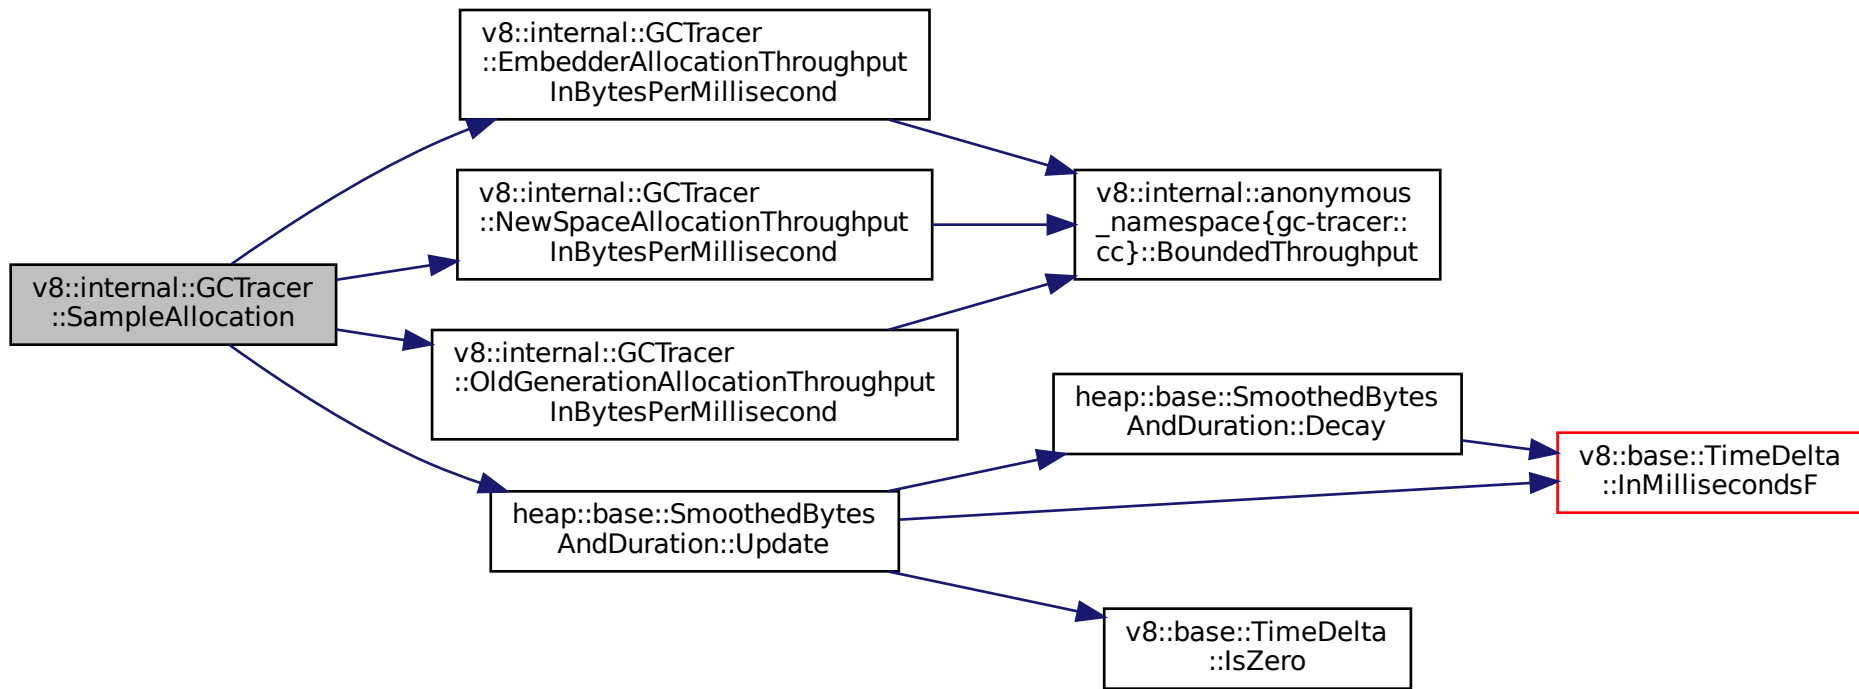 v8::internal::GCTracer
::SampleAllocation
v8::internal::GCTracer
::EmbedderAllocationThroughput
InBytesPerMillisecond
v8::internal::GCTracer
::NewSpaceAllocationThroughput
InBytesPerMillisecond
v8::internal::GCTracer
::OldGenerationAllocationThroughput
InBytesPerMillisecond
heap::base::SmoothedBytes
AndDuration::Update
v8::internal::anonymous
_namespace{gc-tracer::
cc}::BoundedThroughput
heap::base::SmoothedBytes
AndDuration::Decay
v8::base::TimeDelta
::IsZero
v8::base::TimeDelta
::InMillisecondsF